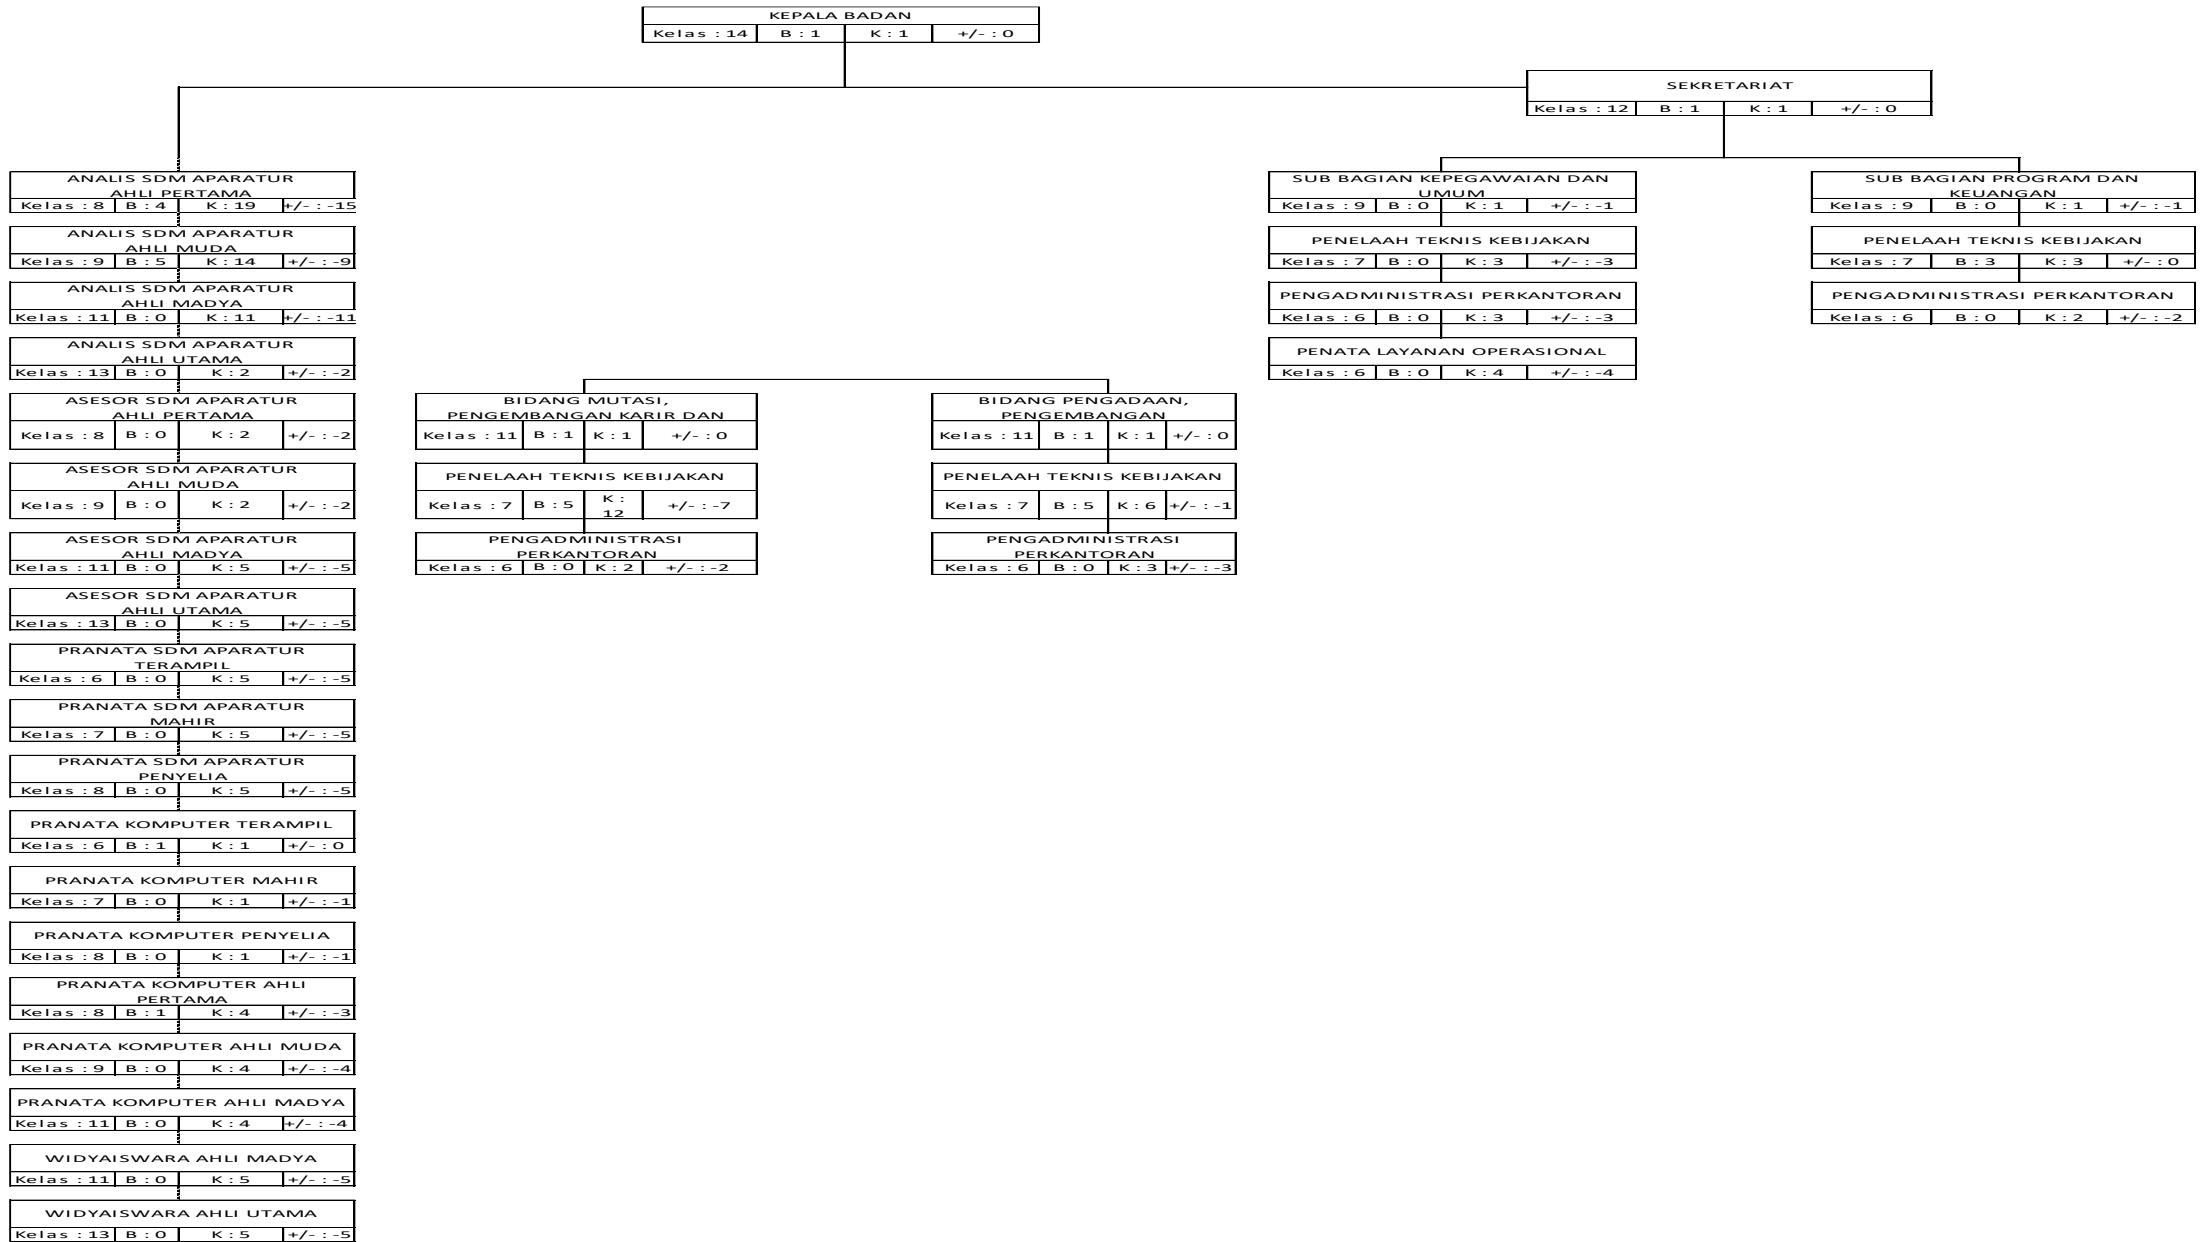 KEPALA BADAN
Kelas : 14 B : 1 K : 1 +/- : 0
SEKRETARIAT
Kelas : 12 B : 1 K : 1 +/- : 0
ANALIS SDM APARATUR
AHLI PERTAMA
Kelas : 8 B : 4 K : 19 +/- : -15
ANALIS SDM APARATUR
AHLI MUDA
Kelas : 9 B : 5 K : 14 +/- : -9
ANALIS SDM APARATUR
AHLI MADYA
Kelas : 11 B : 0 K : 11 +/- : -11
ANALIS SDM APARATUR
AHLI UTAMA
Kelas : 13 B : 0 K : 2 +/- : -2
ASESOR SDM APARATUR
AHLI PERTAMA
Kelas : 8 B : 0 K : 2 +/- : -2
ASESOR SDM APARATUR
AHLI MUDA
Kelas : 9 B : 0 K : 2 +/- : -2
ASESOR SDM APARATUR
AHLI MADYA
Kelas : 11 B : 0 K : 5 +/- : -5
ASESOR SDM APARATUR
AHLI UTAMA
Kelas : 13 B : 0 K : 5 +/- : -5
PRANATA SDM APARATUR
TERAMPIL
Kelas : 6 B : 0 K : 5 +/- : -5
PRANATA SDM APARATUR
MAHIR
Kelas : 7 B : 0 K : 5 +/- : -5
PRANATA SDM APARATUR
PENYELIA
Kelas : 8 B : 0 K : 5 +/- : -5
PRANATA KOMPUTER TERAMPIL
Kelas : 6 B : 1 K : 1 +/- : 0
PRANATA KOMPUTER MAHIR
Kelas : 7 B : 0 K : 1 +/- : -1
PRANATA KOMPUTER PENYELIA
Kelas : 8 B : 0 K : 1 +/- : -1
PRANATA KOMPUTER AHLI
PERTAMA
Kelas : 8 B : 1 K : 4 +/- : -3
PRANATA KOMPUTER AHLI MUDA
Kelas : 9 B : 0 K : 4 +/- : -4
PRANATA KOMPUTER AHLI MADYA
Kelas : 11 B : 0 K : 4 +/- : -4
WIDYAISWARA AHLI MADYA
Kelas : 11 B : 0 K : 5 +/- : -5
WIDYAISWARA AHLI UTAMA
Kelas : 13 B : 0 K : 5 +/- : -5
BIDANG MUTASI,
PENGEMBANGAN KARIR DAN
Kelas : 11 B : 1 K : 1 +/- : 0
PENELAAH TEKNIS KEBIJAKAN
Kelas : 7 B : 5 K : 12 +/- : -7
PENGADMINISTRASI
PERKANTORAN
Kelas : 6 B : 0 K : 2 +/- : -2
BIDANG PENGADAAN,
PENGEMBANGAN
Kelas : 11 B : 1 K : 1 +/- : 0
PENELAAH TEKNIS KEBIJAKAN
Kelas : 7 B : 5 K : 6 +/- : -1
PENGADMINISTRASI
PERKANTORAN
Kelas : 6 B : 0 K : 3 +/- : -3
SUB BAGIAN KEPEGAWAIAN DAN
UMUM
Kelas : 9 B : 0 K : 1 +/- : -1
PENELAAH TEKNIS KEBIJAKAN
Kelas : 7 B : 0 K : 3 +/- : -3
PENGADMINISTRASI PERKANTORAN
Kelas : 6 B : 0 K : 3 +/- : -3
PENATA LAYANAN OPERASIONAL
Kelas : 6 B : 0 K : 4 +/- : -4
SUB BAGIAN PROGRAM DAN
KEUANGAN
Kelas : 9 B : 0 K : 1 +/- : -1
PENELAAH TEKNIS KEBIJAKAN
Kelas : 7 B : 3 K : 3 +/- : 0
PENGADMINISTRASI PERKANTORAN
Kelas : 6 B : 0 K : 2 +/- : -2